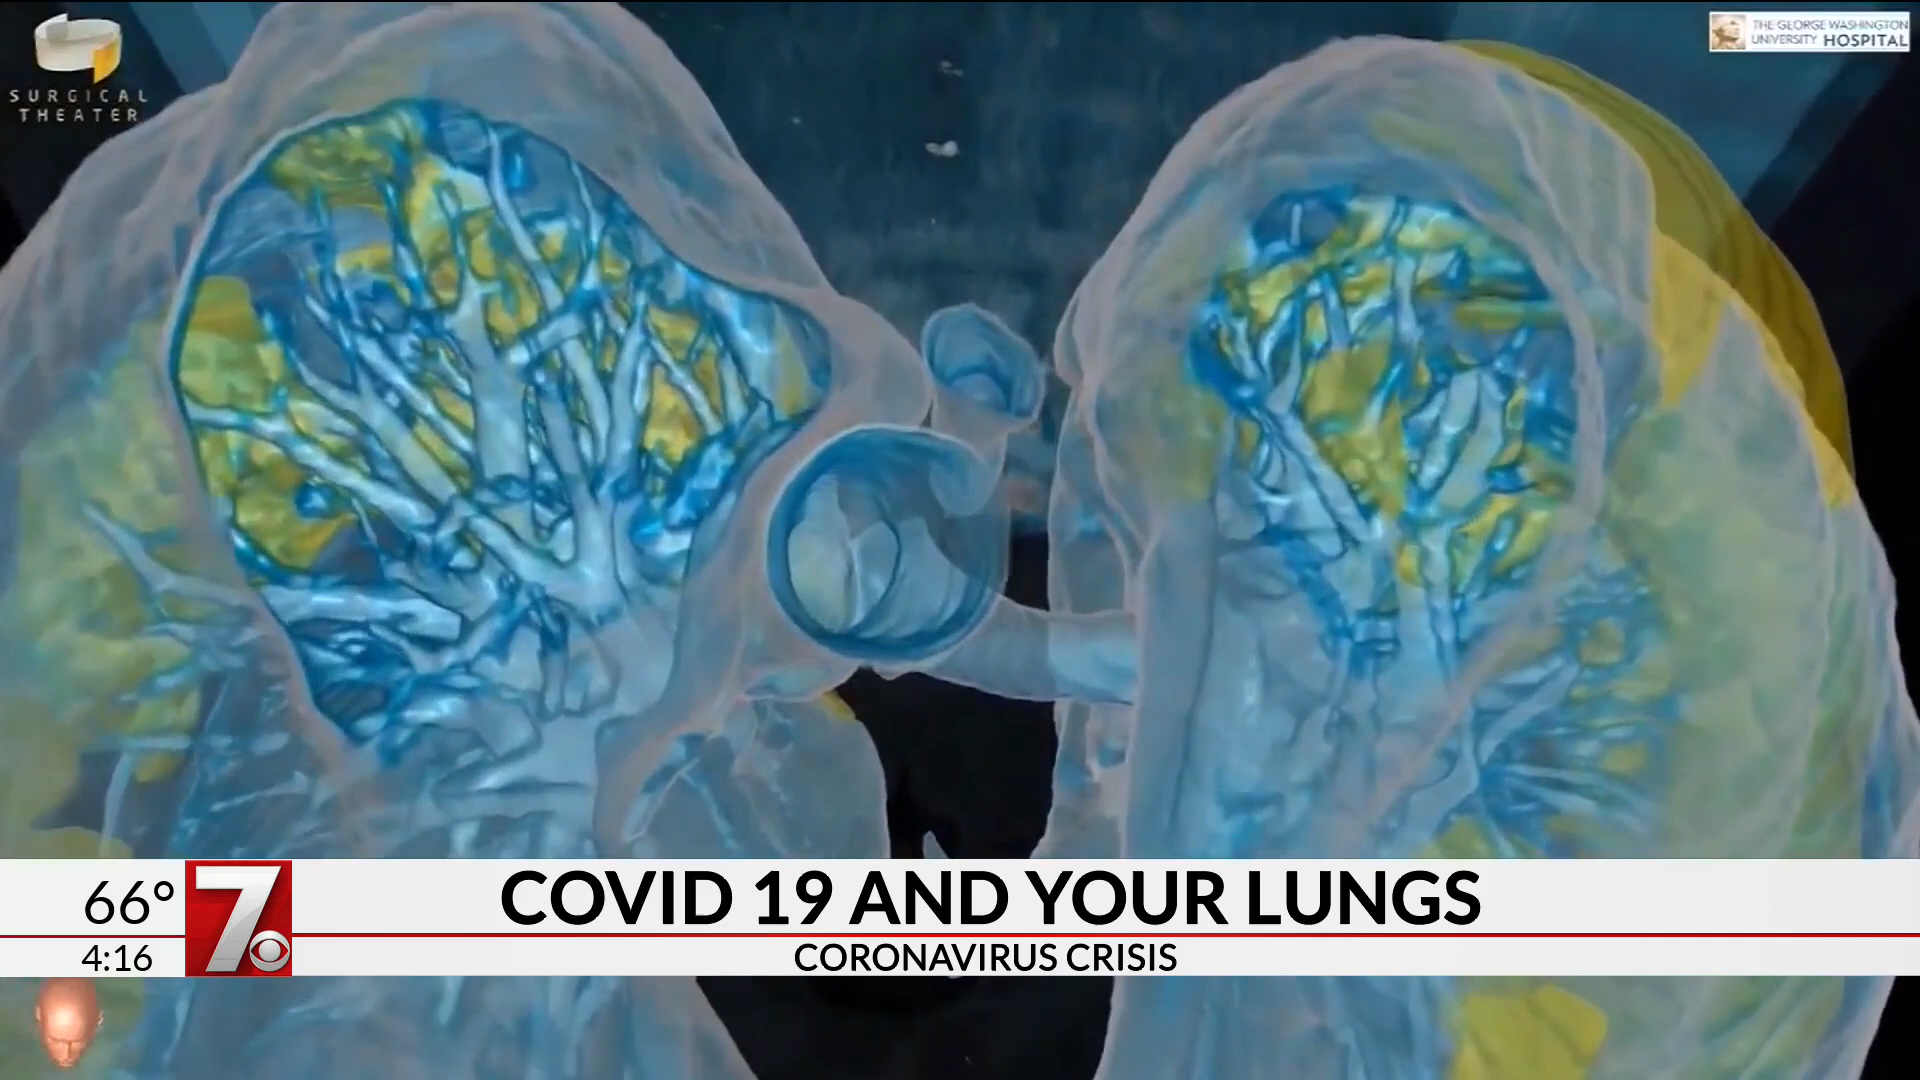 SURGICAL
THEATER
THE GEORGE WASHINGTON
UNIVERSITY HOSPITAL
66°
7
COVID 19 AND YOUR LUNGS
4:16
CORONAVIRUS CRISIS